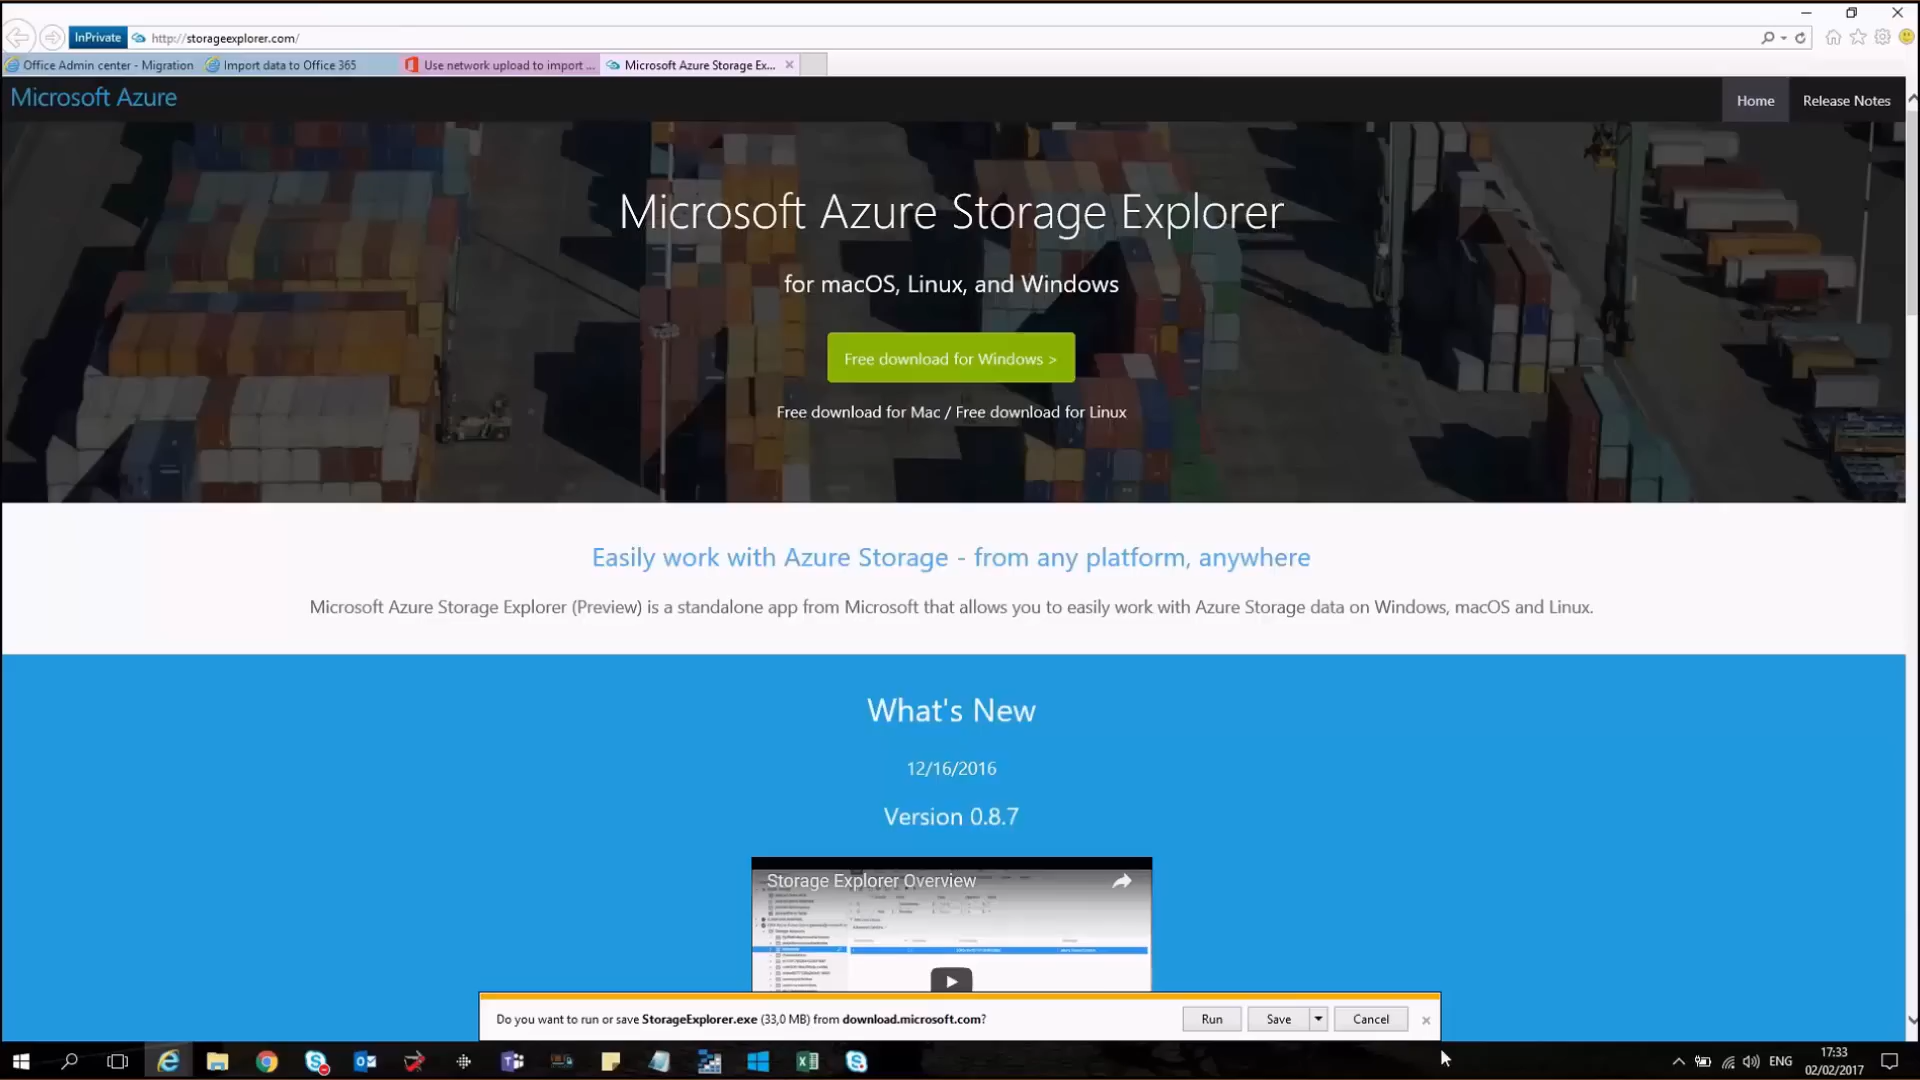 InPrivate
http://storageexplorer.com/
Office Admin center - Migration
Import data to Office 365
Use network upload to import ...
Microsoft Azure Storage Ex...
Microsoft Azure
Home
Release Notes
Microsoft Azure Storage Explorer
for macOS, Linux, and Windows
Free download for Windows >
Free download for Mac / Free download for Linux
Easily work with Azure Storage - from any platform, anywhere
Microsoft Azure Storage Explorer (Preview) is a standalone app from Microsoft that allows you to easily work with Azure Storage data on Windows, macOS and Linux.
What's New
12/16/2016
Version 0.8.7
Storage Explorer Overview
Do you want to run or save StorageExplorer.exe (33,0 MB) from download.microsoft.com?
Run
Save
Cancel
ENG
17:33
02/02/2017